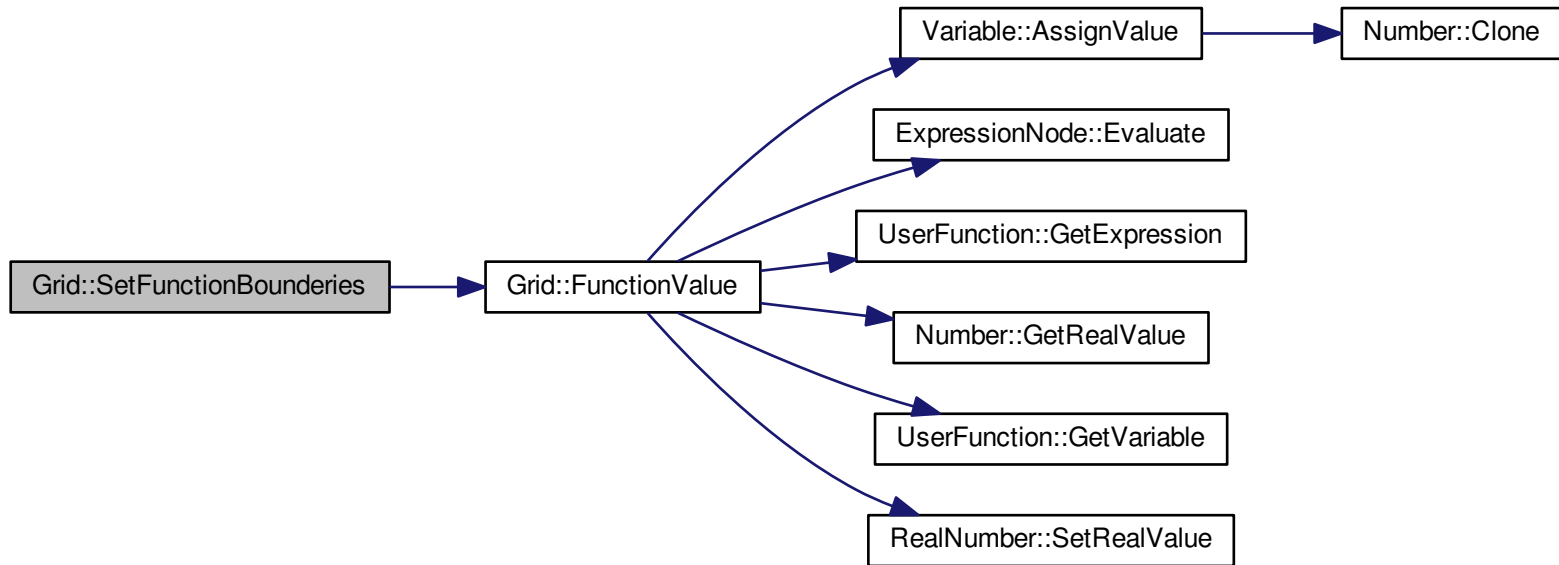 Variable::AssignValue
Number::Clone
ExpressionNode::Evaluate
UserFunction::GetExpression
Grid::SetFunctionBounderies
Grid::FunctionValue
Number::GetRealValue
UserFunction::GetVariable
RealNumber::SetRealValue